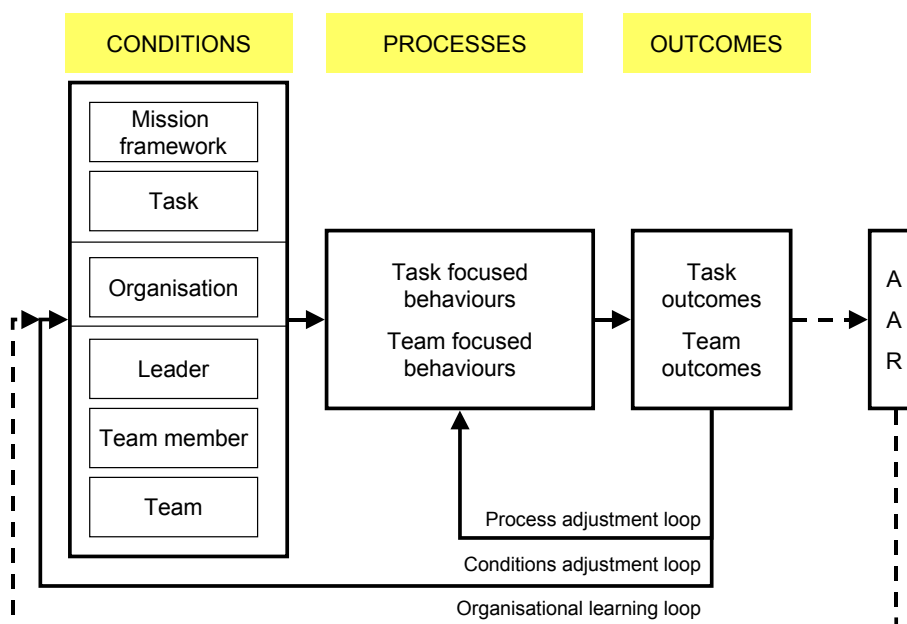 CONDITIONS
PROCESSES
OUTCOMES
Mission
framework
Task
Organisation
Leader
Team member
Team
Task focused
behaviours
Team focused
behaviours
Task
outcomes
Team
outcomes
A
A
R
Process adjustment loop
Conditions adjustment loop
Organisational learning loop